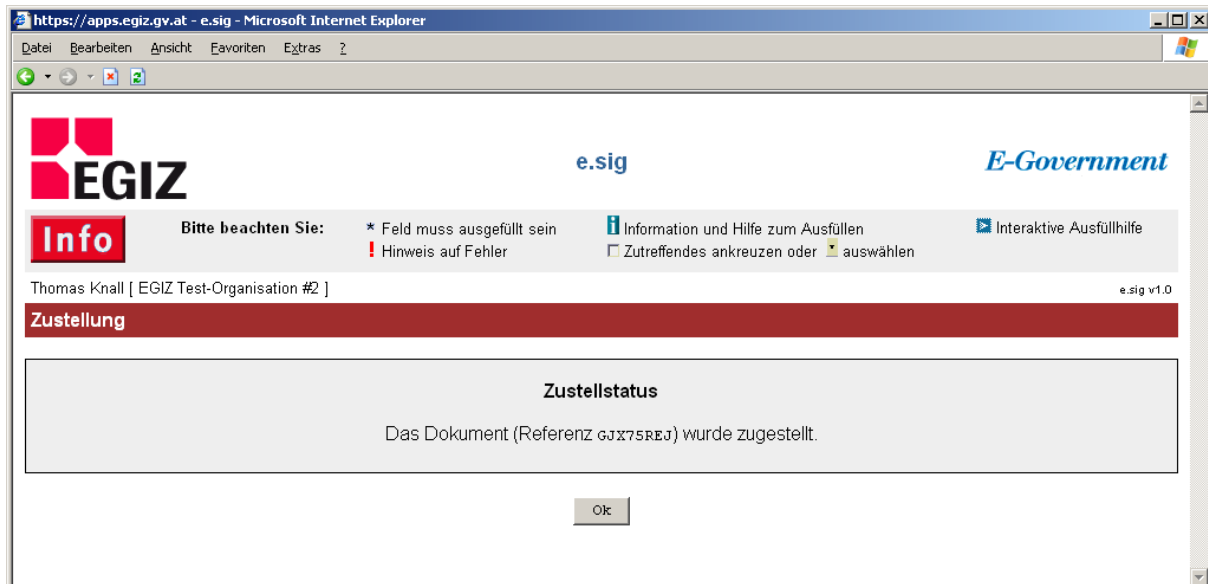 https://apps.egiz.gv.at - e.sig - Microsoft Internet Explorer
Datei Bearbeiten Ansicht Favoriten Extras ?
EGIZ
e.sig
E-Government
Info
Bitte beachten Sie:
* Feld muss ausgefüllt sein
! Hinweis auf Fehler
i Information und Hilfe zum Ausfüllen
Zutreffendes ankreuzen oder auswählen
Interaktive Ausfüllhilfe
Thomas Knall [ EGIZ Test-Organisation #2 ]
e.sig v1.0
Zustellung
Zustellstatus
Das Dokument (Referenz GJX75REJ) wurde zugestellt.
Ok